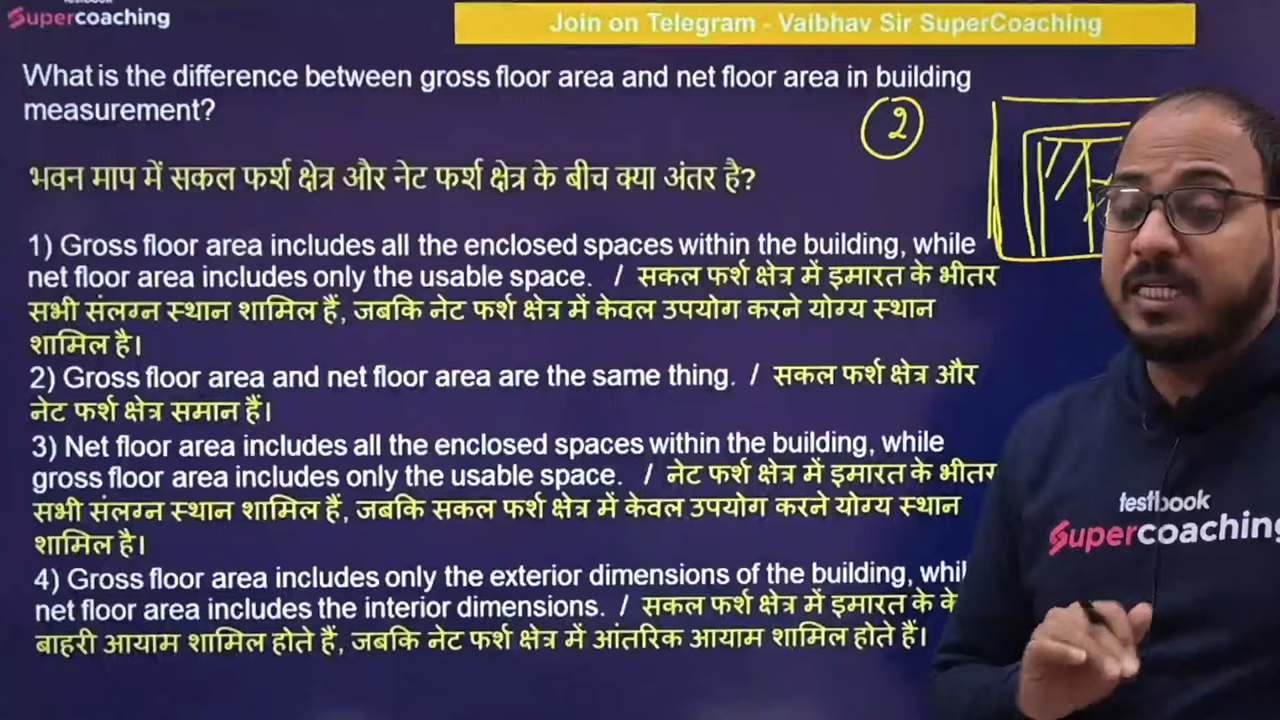 testbook
Supercoaching
Join on Telegram - Vaibhav Sir SuperCoaching
What is the difference between gross floor area and net floor area in building
measurement?
2
भवन माप में सकल फर्श क्षेत्र और नेट फर्श क्षेत्र के बीच क्या अंतर है?
1) Gross floor area includes all the enclosed spaces within the building, while
net floor area includes only the usable space. / सकल फर्श क्षेत्र में इमारत के भीतर
सभी संलग्न स्थान शामिल हैं, जबकि नेट फर्श क्षेत्र में केवल उपयोग करने योग्य स्थान
शामिल है।
2) Gross floor area and net floor area are the same thing. / सकल फर्श क्षेत्र और
नेट फर्श क्षेत्र समान हैं।
3) Net floor area includes all the enclosed spaces within the building, while
gross floor area includes only the usable space. / नेट फर्श क्षेत्र में इमारत के भीतर
सभी संलग्न स्थान शामिल हैं, जबकि सकल फर्श क्षेत्र में केवल उपयोग करने योग्य स्थान
शामिल है।
4) Gross floor area includes only the exterior dimensions of the building, whil
net floor area includes the interior dimensions. / सकल फर्श क्षेत्र में इमारत के के
बाहरी आयाम शामिल होते हैं, जबकि नेट फर्श क्षेत्र में आंतरिक आयाम शामिल होते हैं।
testbook
Supercoaching